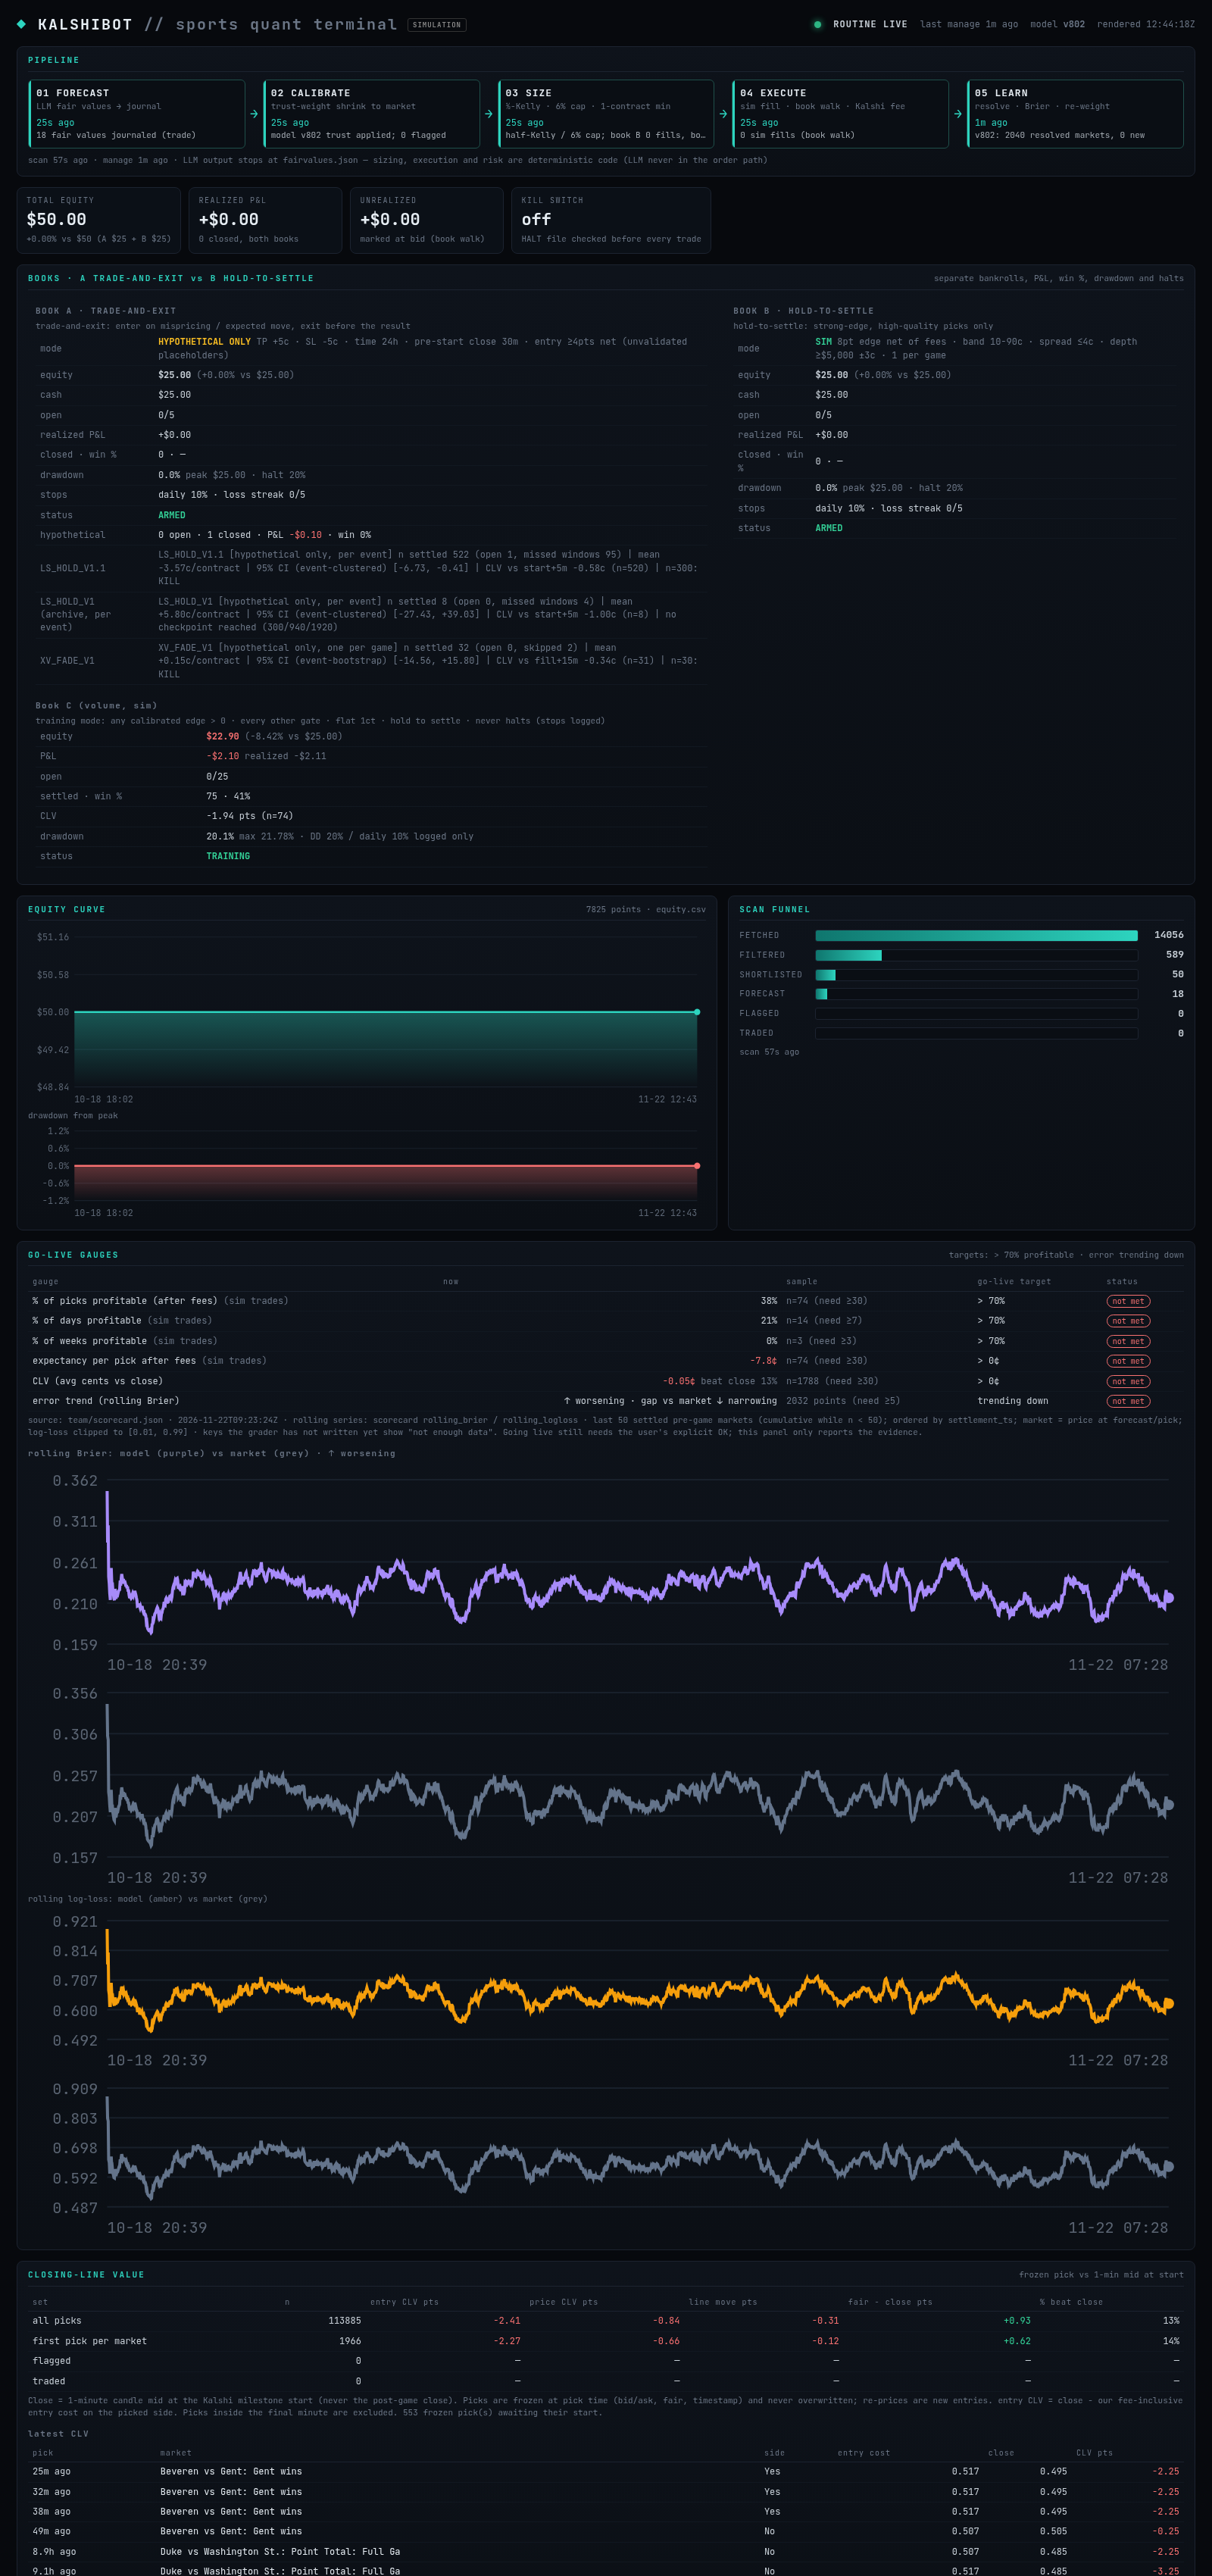 ◆ KALSHIBOT // sports quant terminal SIMULATION
ROUTINE LIVE last manage 1m ago model v802 rendered 12:44:18Z
PIPELINE
01 FORECAST
LLM fair values → journal
25s ago
18 fair values journaled (trade)
→
02 CALIBRATE
trust-weight shrink to market
25s ago
model v802 trust applied; 0 flagged
→
03 SIZE
½-Kelly · 6% cap · 1-contract min
25s ago
half-Kelly / 6% cap; book B 0 fills, bo…
→
04 EXECUTE
sim fill · book walk · Kalshi fee
25s ago
0 sim fills (book walk)
→
05 LEARN
resolve · Brier · re-weight
1m ago
v802: 2040 resolved markets, 0 new
scan 57s ago · manage 1m ago · LLM output stops at fairvalues.json — sizing, execution and risk are deterministic code (LLM never in the order path)
TOTAL EQUITY
$50.00
+0.00% vs $50 (A $25 + B $25)
REALIZED P&L
+$0.00
0 closed, both books
UNREALIZED
+$0.00
marked at bid (book walk)
KILL SWITCH
off
HALT file checked before every trade
BOOKS · A TRADE-AND-EXIT vs B HOLD-TO-SETTLE
separate bankrolls, P&L, win %, drawdown and halts
BOOK A · TRADE-AND-EXIT
trade-and-exit: enter on mispricing / expected move, exit before the result
mode HYPOTHETICAL ONLY TP +5c · SL -5c · time 24h · pre-start close 30m · entry ≥4pts net (unvalidated
placeholders)
equity $25.00 (+0.00% vs $25.00)
cash $25.00
open 0/5
realized P&L +$0.00
closed · win % 0 · —
drawdown 0.0% peak $25.00 · halt 20%
stops daily 10% · loss streak 0/5
status ARMED
hypothetical 0 open · 1 closed · P&L -$0.10 · win 0%
LS_HOLD_V1.1 LS_HOLD_V1.1 [hypothetical only, per event] n settled 522 (open 1, missed windows 95) | mean
-3.57c/contract | 95% CI (event-clustered) [-6.73, -0.41] | CLV vs start+5m -0.58c (n=520) | n=300:
KILL
LS_HOLD_V1 (archive, per event) LS_HOLD_V1 [hypothetical only, per event] n settled 8 (open 0, missed windows 4) | mean
+5.80c/contract | 95% CI (event-clustered) [-27.43, +39.03] | CLV vs start+5m -1.00c (n=8) | no
checkpoint reached (300/940/1920)
XV_FADE_V1 XV_FADE_V1 [hypothetical only, one per game] n settled 32 (open 0, skipped 2) | mean
+0.15c/contract | 95% CI (event-bootstrap) [-14.56, +15.80] | CLV vs fill+15m -0.34c (n=31) | n=30:
KILL
BOOK B · HOLD-TO-SETTLE
hold-to-settle: strong-edge, high-quality picks only
mode SIM 8pt edge net of fees · band 10-90c · spread ≤4c · depth
≥$5,000 ±3c · 1 per game
equity $25.00 (+0.00% vs $25.00)
cash $25.00
open 0/5
realized P&L +$0.00
closed · win % 0 · —
drawdown 0.0% peak $25.00 · halt 20%
stops daily 10% · loss streak 0/5
status ARMED
Book C (volume, sim)
training mode: any calibrated edge > 0 · every other gate · flat 1ct · hold to settle · never halts (stops logged)
equity $22.90 (-8.42% vs $25.00)
P&L -$2.10 realized -$2.11
open 0/25
settled · win % 75 · 41%
CLV -1.94 pts (n=74)
drawdown 20.1% max 21.78% · DD 20% / daily 10% logged only
status TRAINING
EQUITY CURVE
7825 points · equity.csv
$51.16
$50.58
$50.00
$49.42
$48.84
10-18 18:02 11-22 12:43
drawdown from peak
1.2%
0.6%
0.0%
-0.6%
-1.2%
10-18 18:02 11-22 12:43
SCAN FUNNEL
FETCHED 14056
FILTERED 589
SHORTLISTED 50
FORECAST 18
FLAGGED 0
TRADED 0
scan 57s ago
GO-LIVE GAUGES
targets: > 70% profitable · error trending down
gauge now sample go-live target status
% of picks profitable (after fees) (sim trades) 38% n=74 (need ≥30) > 70% not met
% of days profitable (sim trades) 21% n=14 (need ≥7) > 70% not met
% of weeks profitable (sim trades) 0% n=3 (need ≥3) > 70% not met
expectancy per pick after fees (sim trades) -7.8¢ n=74 (need ≥30) > 0¢ not met
CLV (avg cents vs close) -0.05¢ beat close 13% n=1788 (need ≥30) > 0¢ not met
error trend (rolling Brier) ↑ worsening · gap vs market ↓ narrowing 2032 points (need ≥5) trending down not met
source: team/scorecard.json · 2026-11-22T09:23:24Z · rolling series: scorecard rolling_brier / rolling_logloss · last 50 settled pre-game markets (cumulative while n < 50); ordered by settlement_ts; market = price at forecast/pick;
log-loss clipped to [0.01, 0.99] · keys the grader has not written yet show "not enough data". Going live still needs the user's explicit OK; this panel only reports the evidence.
rolling Brier: model (purple) vs market (grey) · ↑ worsening
0.362
0.311
0.261
0.210
0.159
10-18 20:39 11-22 07:28
0.356
0.306
0.257
0.207
0.157
10-18 20:39 11-22 07:28
rolling log-loss: model (amber) vs market (grey)
0.921
0.814
0.707
0.600
0.492
10-18 20:39 11-22 07:28
0.909
0.803
0.698
0.592
0.487
10-18 20:39 11-22 07:28
CLOSING-LINE VALUE
frozen pick vs 1-min mid at start
set n entry CLV pts price CLV pts line move pts fair - close pts % beat close
all picks 113885 -2.41 -0.84 -0.31 +0.93 13%
first pick per market 1966 -2.27 -0.66 -0.12 +0.62 14%
flagged 0 — — — — —
traded 0 — — — — —
Close = 1-minute candle mid at the Kalshi milestone start (never the post-game close). Picks are frozen at pick time (bid/ask, fair, timestamp) and never overwritten; re-prices are new entries. entry CLV = close - our fee-inclusive
entry cost on the picked side. Picks inside the final minute are excluded. 553 frozen pick(s) awaiting their start.
latest CLV
pick market side entry cost close CLV pts
25m ago Beveren vs Gent: Gent wins Yes 0.517 0.495 -2.25
32m ago Beveren vs Gent: Gent wins Yes 0.517 0.495 -2.25
38m ago Beveren vs Gent: Gent wins Yes 0.517 0.495 -2.25
49m ago Beveren vs Gent: Gent wins No 0.507 0.505 -0.25
8.9h ago Duke vs Washington St.: Point Total: Full Ga No 0.507 0.485 -2.25
9.1h ago Duke vs Washington St.: Point Total: Full Ga No 0.517 0.485 -3.25